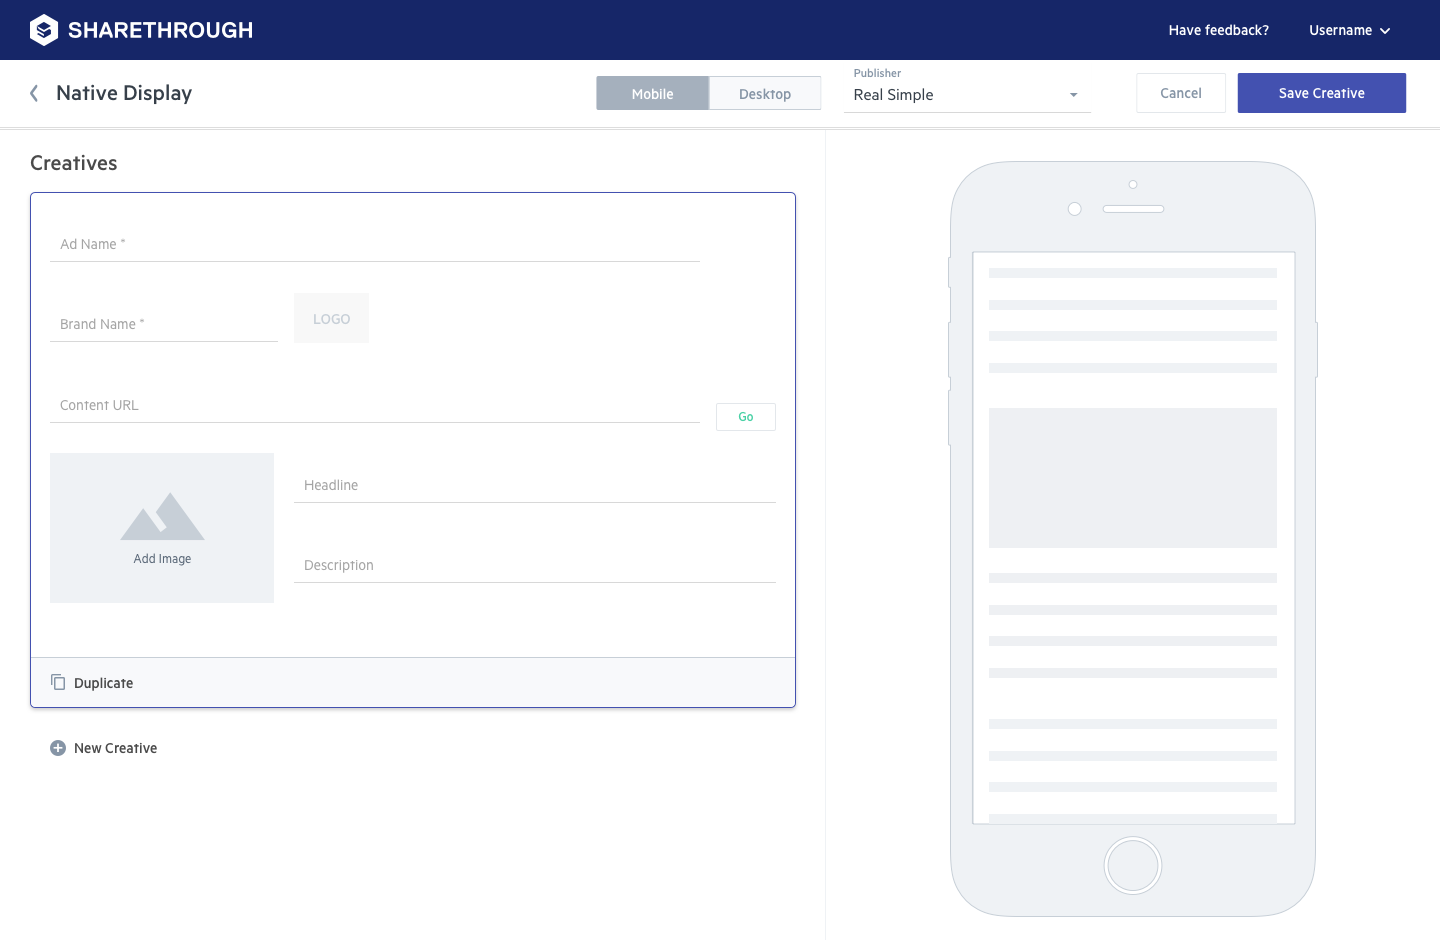 SHARETHROUGH
Have feedback?
Username
Native Display
Mobile
Desktop
Publisher
Real Simple
Cancel
Save Creative
Creatives
Ad Name *
Brand Name *
LOGO
Content URL
Go
Headline
Add Image
Description
Duplicate
New Creative